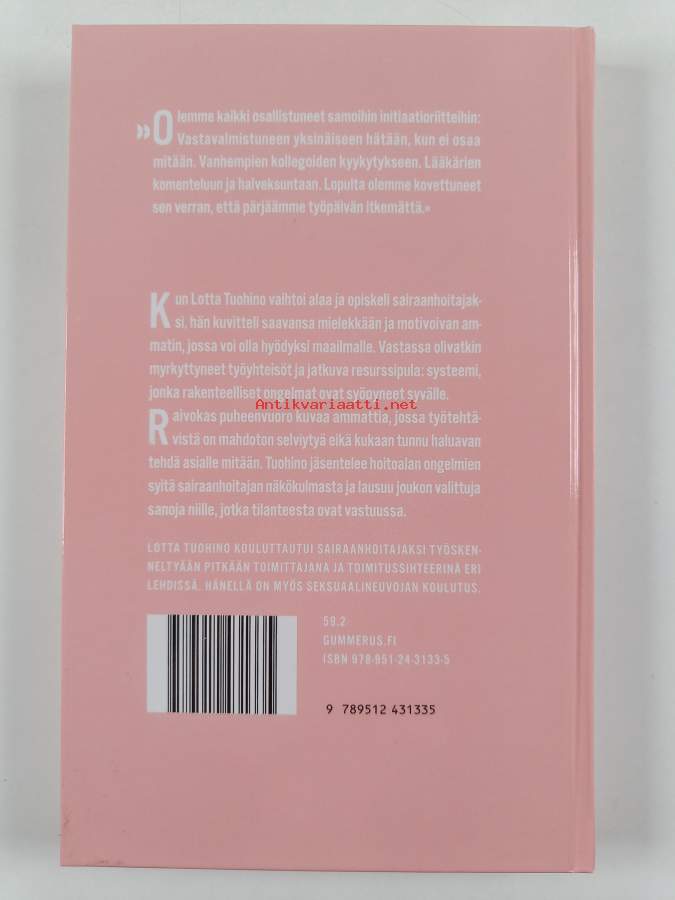 »Olemme kaikki osallistuneet samoihin initiaatioriitteihin:
Vastavalmistuneen yksinäiseen hätään, kun ei osaa
mitään. Vanhempien kollegoiden kyykytykseen. Lääkärien
komenteluun ja halveksuntaan. Lopulta olemme kovettuneet
sen verran, että pärjäämme työpäivän itkemättä.»
Kun Lotta Tuohino vaihtoi alaa ja opiskeli sairaanhoitajak-
si, hän kuvitteli saavansa mielekkään ja motivoivan am-
matin, jossa voi olla hyödyksi maailmalle. Vastassa olivatkin
myrkyttyneet työyhteisöt ja jatkuva resurssipula: systeemi,
jonka rakenteelliset ongelmat ovat syöpyneet syvälle.
Antikvariaatti.net
Raivokas puheenvuoro kuvaa ammattia, jossa työtehtä-
vistä on mahdoton selviytyä eikä kukaan tunnu haluavan
tehdä asialle mitään. Tuohino jäsentelee hoitoalan ongelmien
syitä sairaanhoitajan näkökulmasta ja lausuu joukon valittuja
sanoja niille, jotka tilanteesta ovat vastuussa.
LOTTA TUOHINO KOULUTTAUTUI SAIRAANHOITAJAKSI TYÖSKEN-
NELTYÄÄN PITKÄÄN TOIMITTAJANA JA TOIMITUSSIHTEERINÄ ERI
LEHDISSÄ. HÄNELLÄ ON MYÖS SEKSUAALINEUVOJAN KOULUTUS.
59.2
GUMMERUS.FI
ISBN 978-951-24-3133-5
9 789512 431335